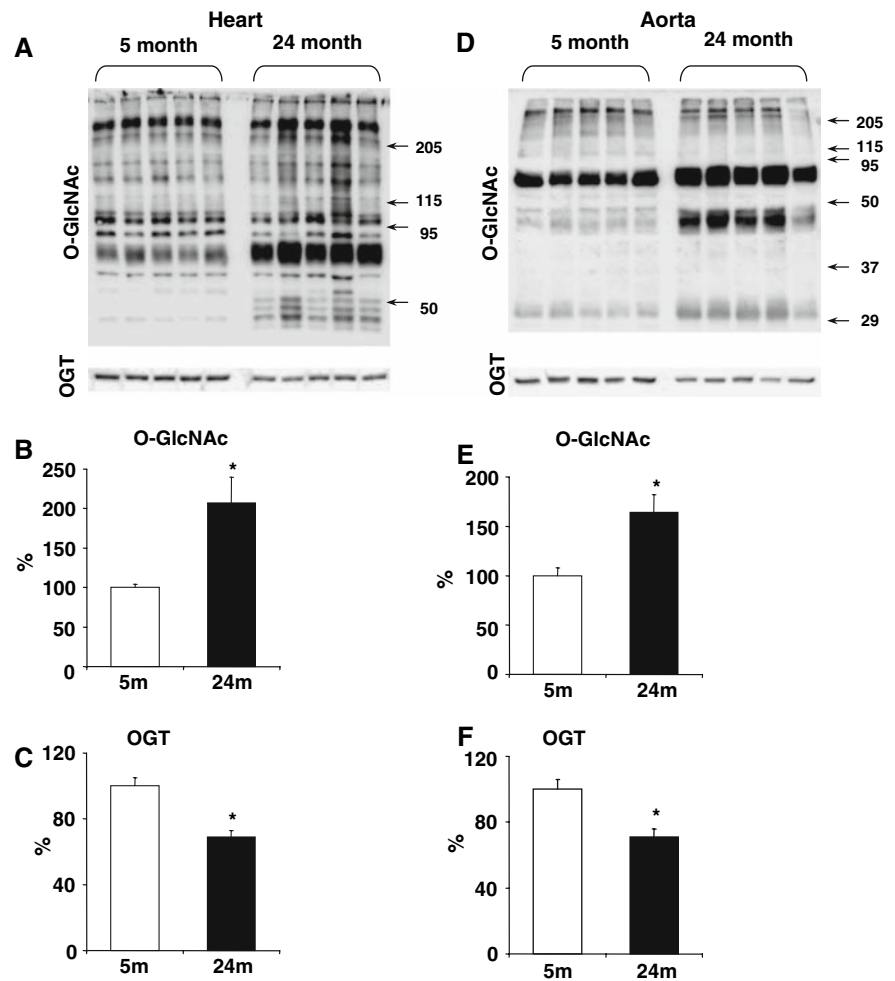 Heart
A
5 month
24 month
O-GlcNAc
205
115
95
50
OGT
Aorta
D
5 month
24 month
O-GlcNAc
205
115
95
50
37
29
OGT
B
O-GlcNAc
250
200
150
100
50
0
%
*
5m
24m
E
O-GlcNAc
200
150
100
50
0
%
*
5m
24m
C
OGT
120
80
40
0
%
*
5m
24m
F
OGT
120
80
40
0
%
*
5m
24m